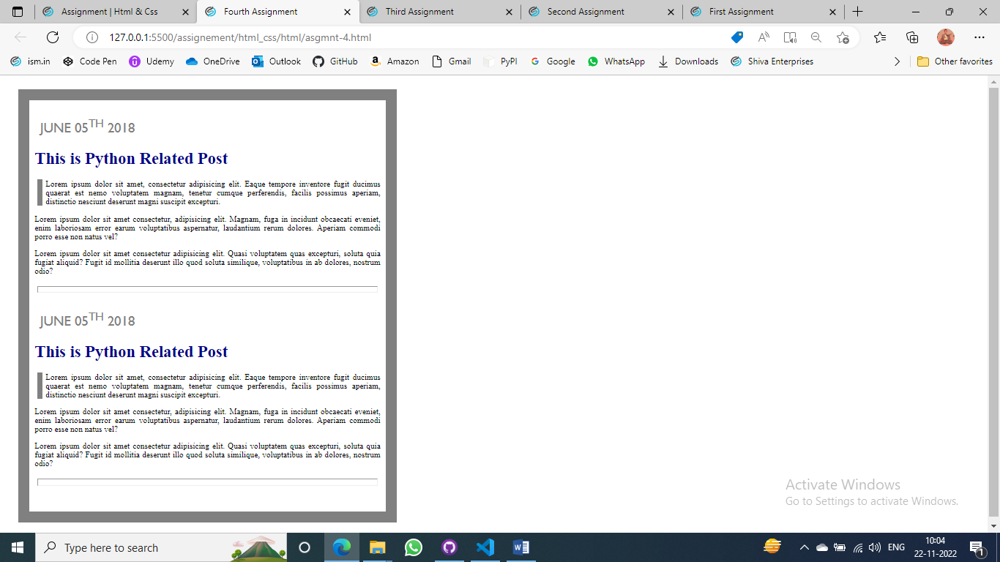 Assignment | Html & Css
Fourth Assignment
Third Assignment
Second Assignment
First Assignment
127.0.0.1:5500/assignement/html_css/html/asgmnt-4.html
ism.in
Code Pen
Udemy
OneDrive
Outlook
GitHub
Amazon
Gmail
PyPI
Google
WhatsApp
Downloads
Shiva Enterprises
Other favorites
JUNE 05TH 2018
This is Python Related Post
Lorem ipsum dolor sit amet, consectetur adipisicing elit. Eaque tempore inventore fugit ducimus
quaerat est nemo voluptatem magnam, tenetur cumque perferendis, facilis possimus aperiam,
distinctio nesciunt deserunt magni suscipit excepturi.
Lorem ipsum dolor sit amet consectetur, adipisicing elit. Magnam, fuga in incidunt obcaecati eveniet,
enim laboriosam error earum voluptatibus aspernatur, laudantium rerum dolores. Aperiam commodi
porro esse non natus vel?
Lorem ipsum dolor sit amet consectetur adipisicing elit. Quasi voluptatem quas excepturi, soluta quia
fugiat aliquid? Fugit id mollitia deserunt illo quod soluta similique, voluptatibus in ab dolores, nostrum
odio?
JUNE 05TH 2018
This is Python Related Post
Lorem ipsum dolor sit amet, consectetur adipisicing elit. Eaque tempore inventore fugit ducimus
quaerat est nemo voluptatem magnam, tenetur cumque perferendis, facilis possimus aperiam,
distinctio nesciunt deserunt magni suscipit excepturi.
Lorem ipsum dolor sit amet consectetur, adipisicing elit. Magnam, fuga in incidunt obcaecati eveniet,
enim laboriosam error earum voluptatibus aspernatur, laudantium rerum dolores. Aperiam commodi
porro esse non natus vel?
Lorem ipsum dolor sit amet consectetur adipisicing elit. Quasi voluptatem quas excepturi, soluta quia
fugiat aliquid? Fugit id mollitia deserunt illo quod soluta similique, voluptatibus in ab dolores, nostrum
odio?
Activate Windows
Go to Settings to activate Windows.
Type here to search
ENG
10:04
22-11-2022
1